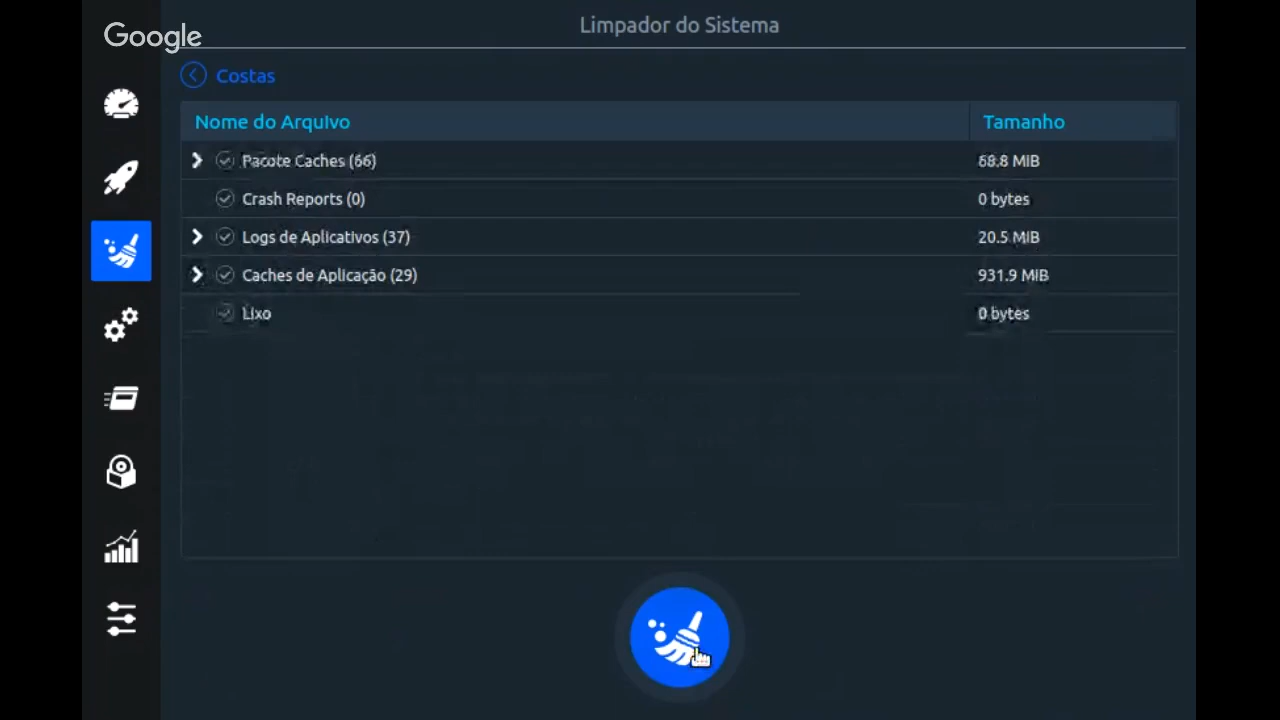 Google
Limpador do Sistema
Costas
Nome do Arquivo Tamanho
Pacote Caches (66) 68.8 MIB
Crash Reports (0) 0 bytes
Logs de Aplicativos (37) 20.5 MIB
Caches de Aplicação (29) 931.9 MIB
Lixo 0 bytes